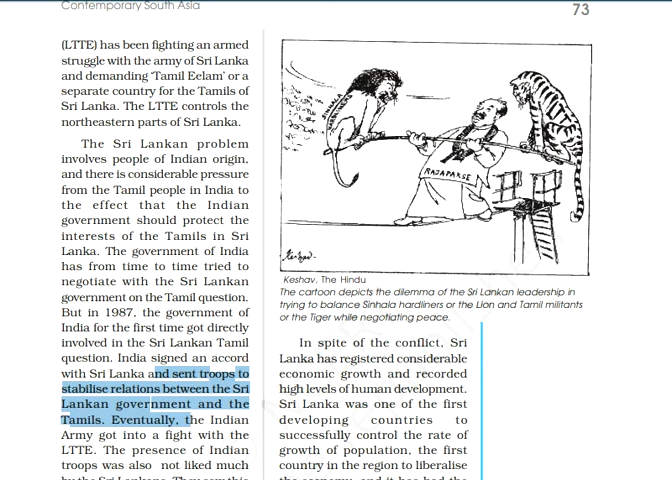 Contemporary South Asia
73
(LTTE) has been fighting an armed
struggle with the army of Sri Lanka
and demanding ‘Tamil Eelam’ or a
separate country for the Tamils of
Sri Lanka. The LTTE controls the
northeastern parts of Sri Lanka.
The Sri Lankan problem
involves people of Indian origin,
and there is considerable pressure
from the Tamil people in India to
the effect that the Indian
government should protect the
interests of the Tamils in Sri
Lanka. The government of India
has from time to time tried to
negotiate with the Sri Lankan
government on the Tamil question.
But in 1987, the government of
India for the first time got directly
involved in the Sri Lankan Tamil
question. India signed an accord
with Sri Lanka and sent troops to
stabilise relations between the Sri
Lankan government and the
Tamils. Eventually, the Indian
Army got into a fight with the
LTTE. The presence of Indian
troops was also not liked much
LTTE
RAJAPAKSE
Keshav
Keshav, The Hindu
The cartoon depicts the dilemma of the Sri Lankan leadership in
trying to balance Sinhala hardliners or the Lion and Tamil militants
or the Tiger while negotiating peace.
In spite of the conflict, Sri
Lanka has registered considerable
economic growth and recorded
high levels of human development.
Sri Lanka was one of the first
developing countries to
successfully control the rate of
growth of population, the first
country in the region to liberalise